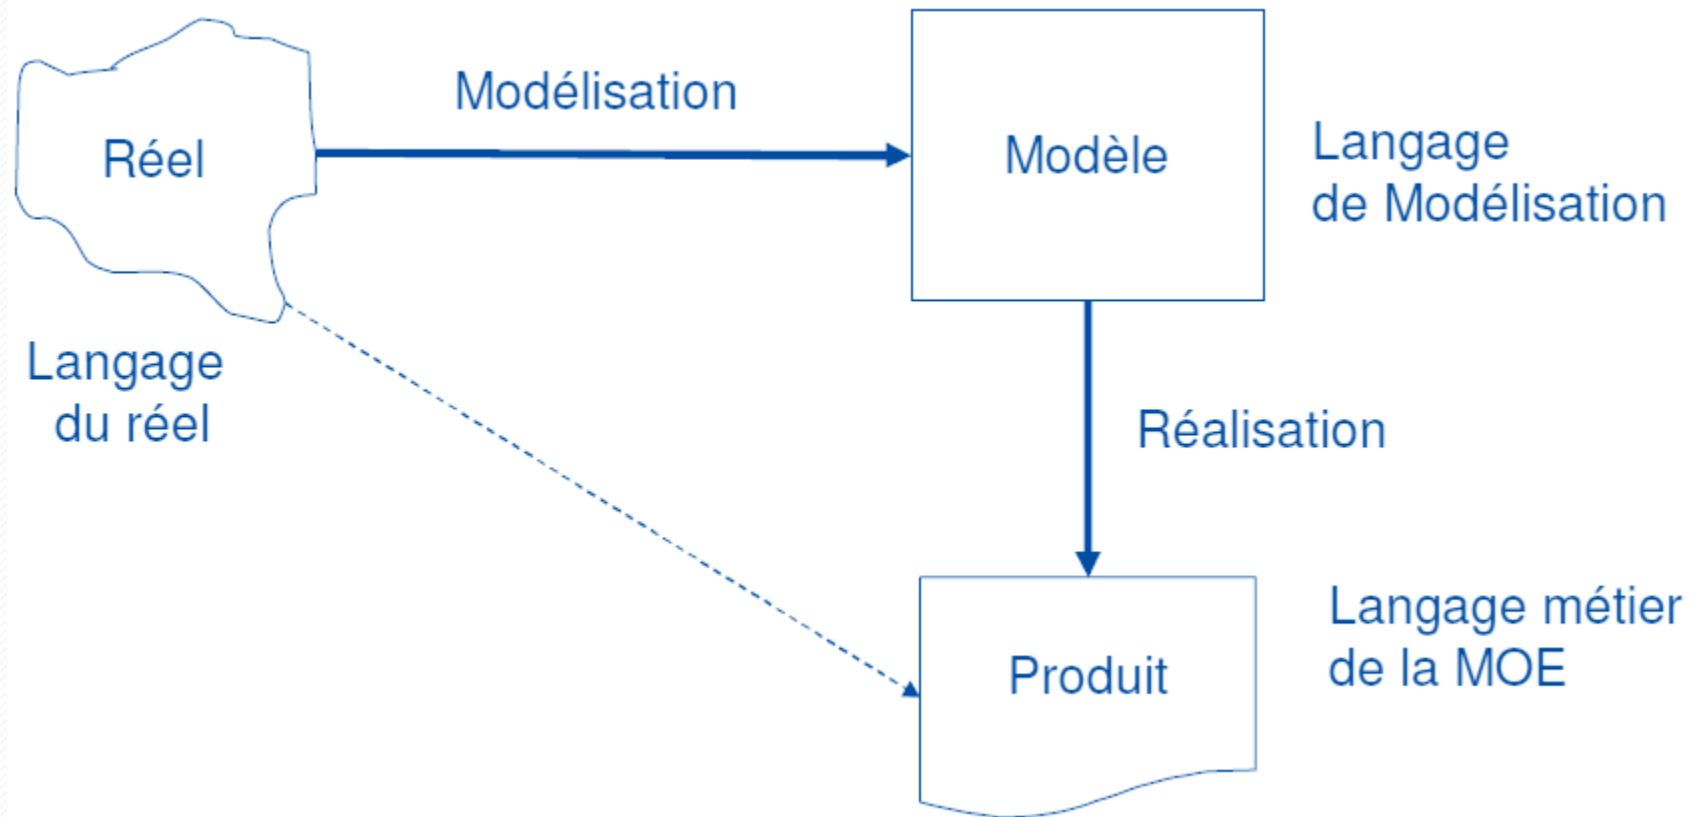 Modélisation
Réel
Modèle
Langage
de Modélisation
Langage
du réel
Réalisation
Langage métier
de la MOE
Produit